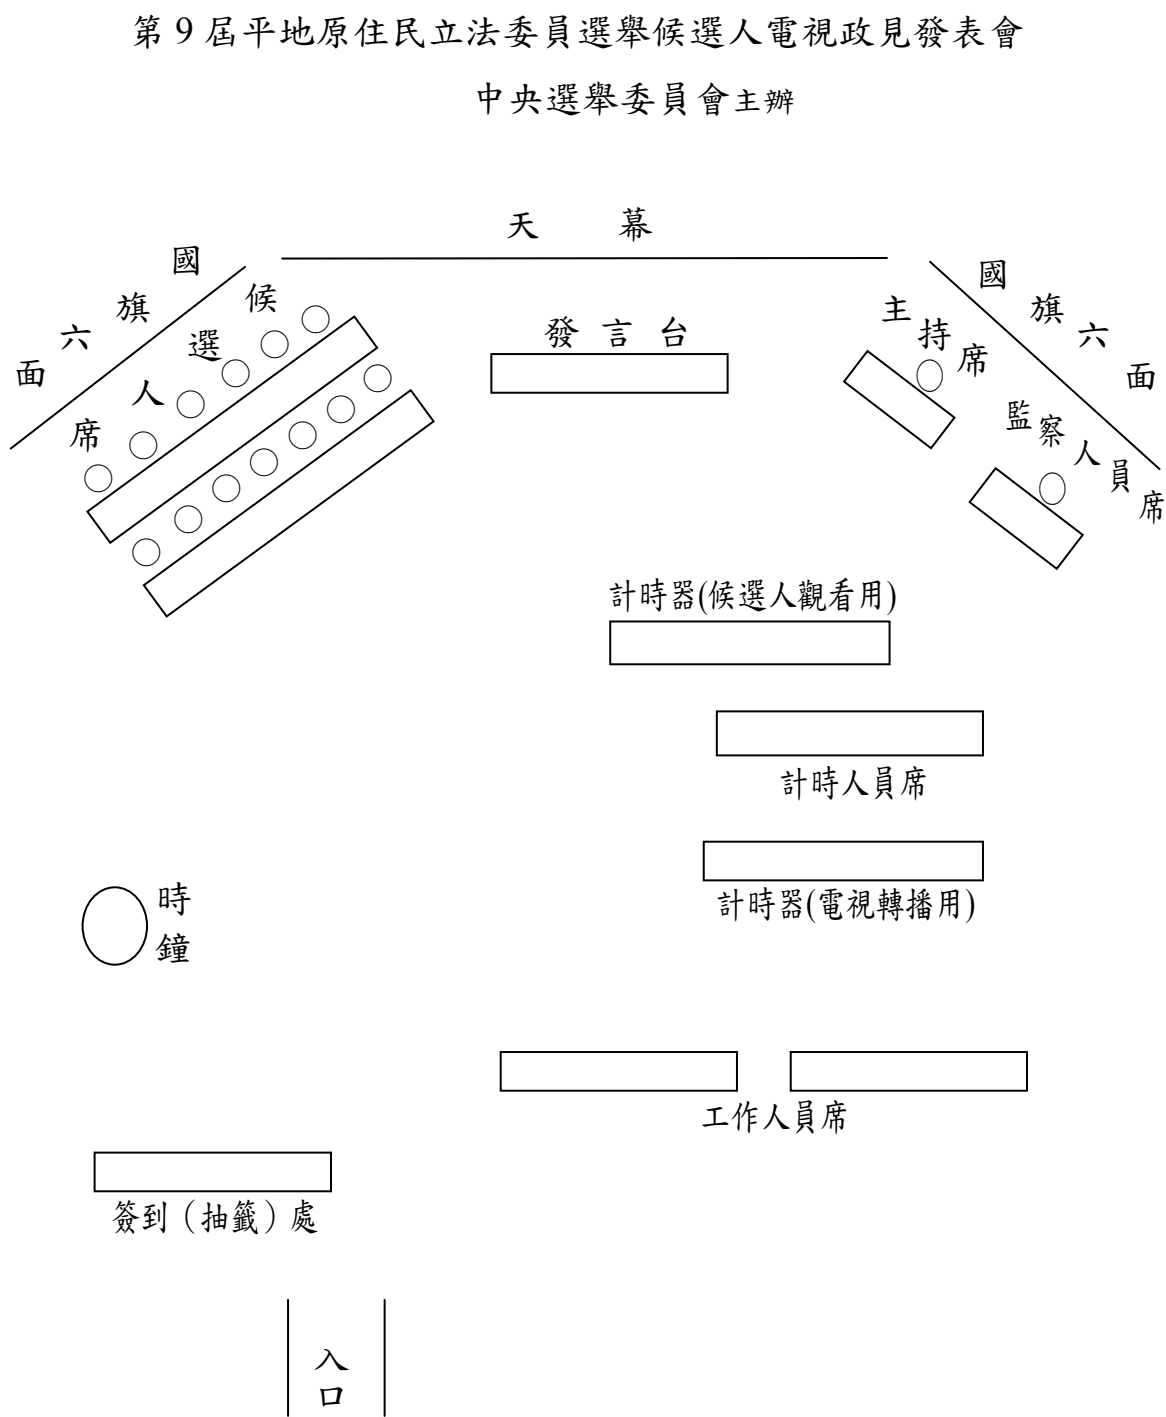 第 9 屆平地原住民立法委員選舉候選人電視政見發表會
中央選舉委員會主辦
天 幕
國旗六面
候選人席
發 言 台
主持席
國旗六面
監察人員席
計時器(候選人觀看用)
計時人員席
計時器(電視轉播用)
時鐘
工作人員席
簽到（抽籤）處
入口